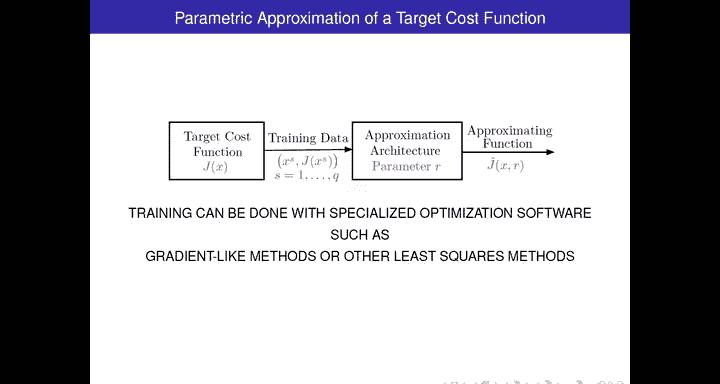 Parametric Approximation of a Target Cost Function
Target Cost
Function
J(x)
Training Data
(x^s, J(x^s))
s = 1, . . . , q
Approximation
Architecture
Parameter r
Approximating
Function
J̃(x, r)
TRAINING CAN BE DONE WITH SPECIALIZED OPTIMIZATION SOFTWARE
SUCH AS
GRADIENT-LIKE METHODS OR OTHER LEAST SQUARES METHODS